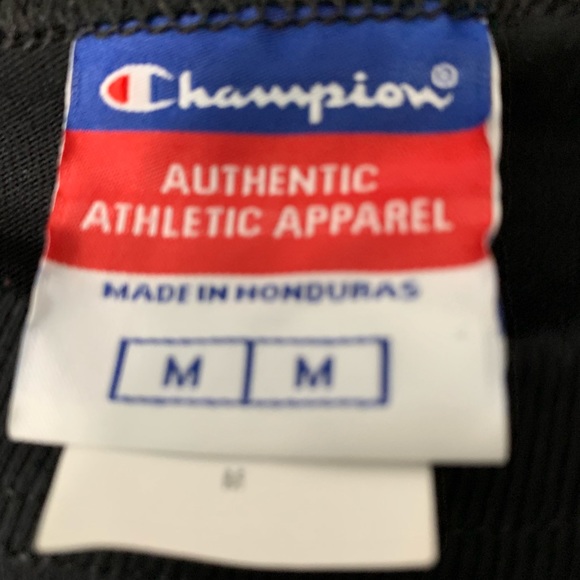 Champion®
AUTHENTIC
ATHLETIC APPAREL
MADE IN HONDURAS
M M